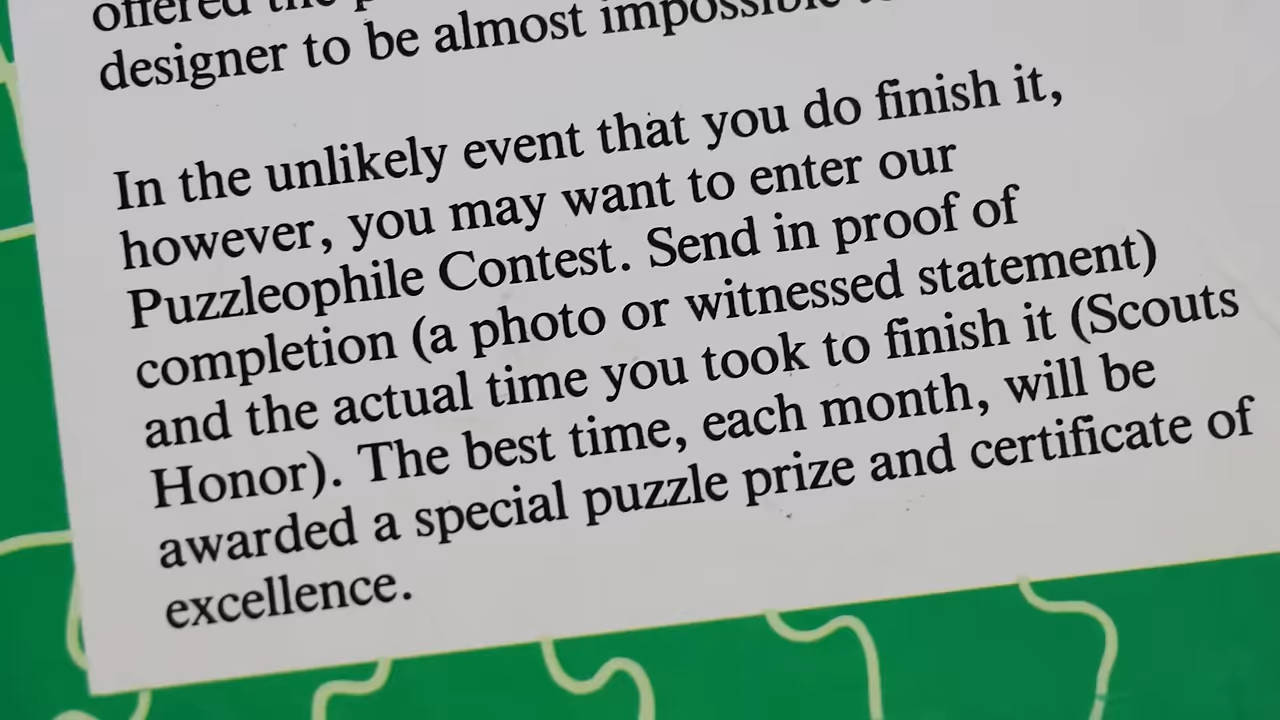 offered the
designer to be almost impossible
In the unlikely event that you do finish it,
however, you may want to enter our
Puzzleophile Contest. Send in proof of
completion (a photo or witnessed statement)
and the actual time you took to finish it (Scouts
Honor). The best time, each month, will be
awarded a special puzzle prize and certificate of
excellence.